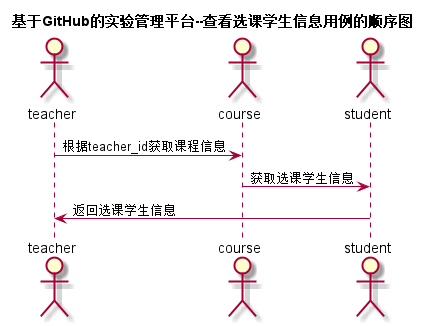 基于GitHub的实验管理平台--查看选课学生信息用例的顺序图
teacher course student
根据teacher_id获取课程信息
获取选课学生信息
返回选课学生信息
teacher course student